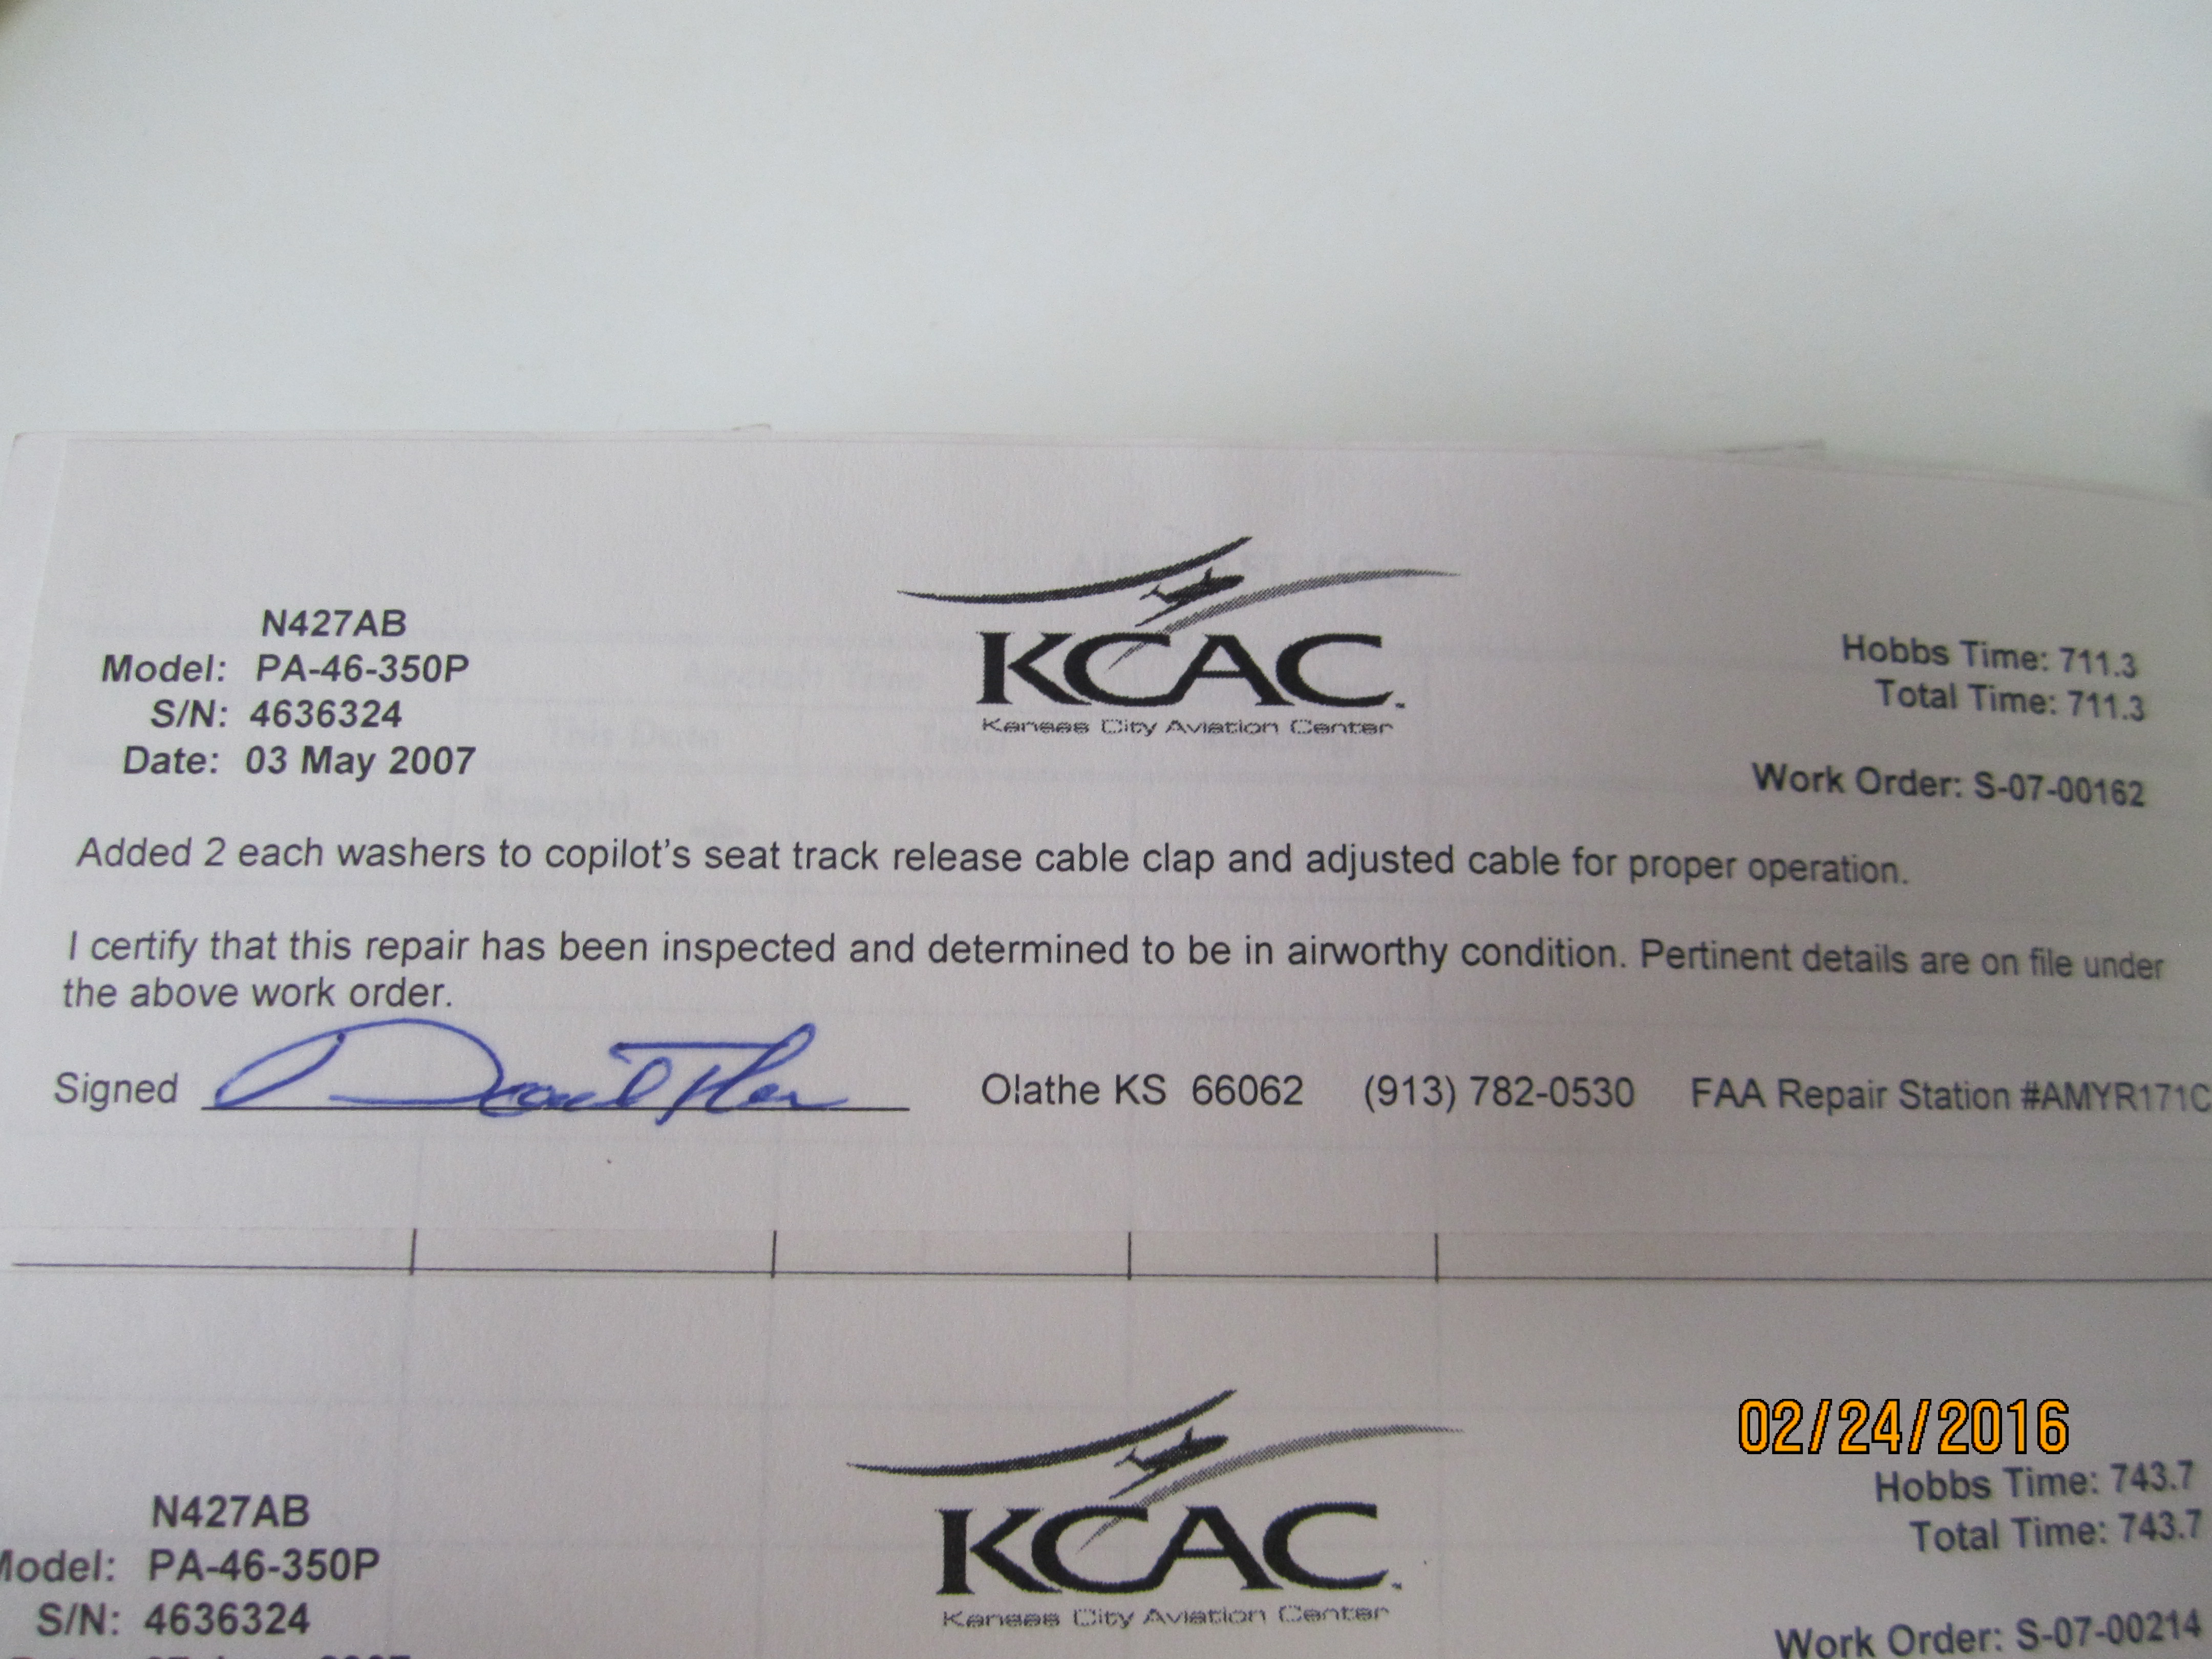 N427AB
Model: PA-46-350P
S/N: 4636324
Date: 03 May 2007
KCAC
Kansas City Aviation Center
Hobbs Time: 711.3
Total Time: 711.3
Work Order: S-07-00162
Added 2 each washers to copilot's seat track release cable clap and adjusted cable for proper operation.
I certify that this repair has been inspected and determined to be in airworthy condition. Pertinent details are on file under
the above work order.
Signed Olathe KS 66062 (913) 782-0530 FAA Repair Station #AMYR171C
02/24/2016
N427AB
Model: PA-46-350P
S/N: 4636324
KCAC
Kansas City Aviation Center
Hobbs Time: 743.7
Total Time: 743.7
Work Order: S-07-00214